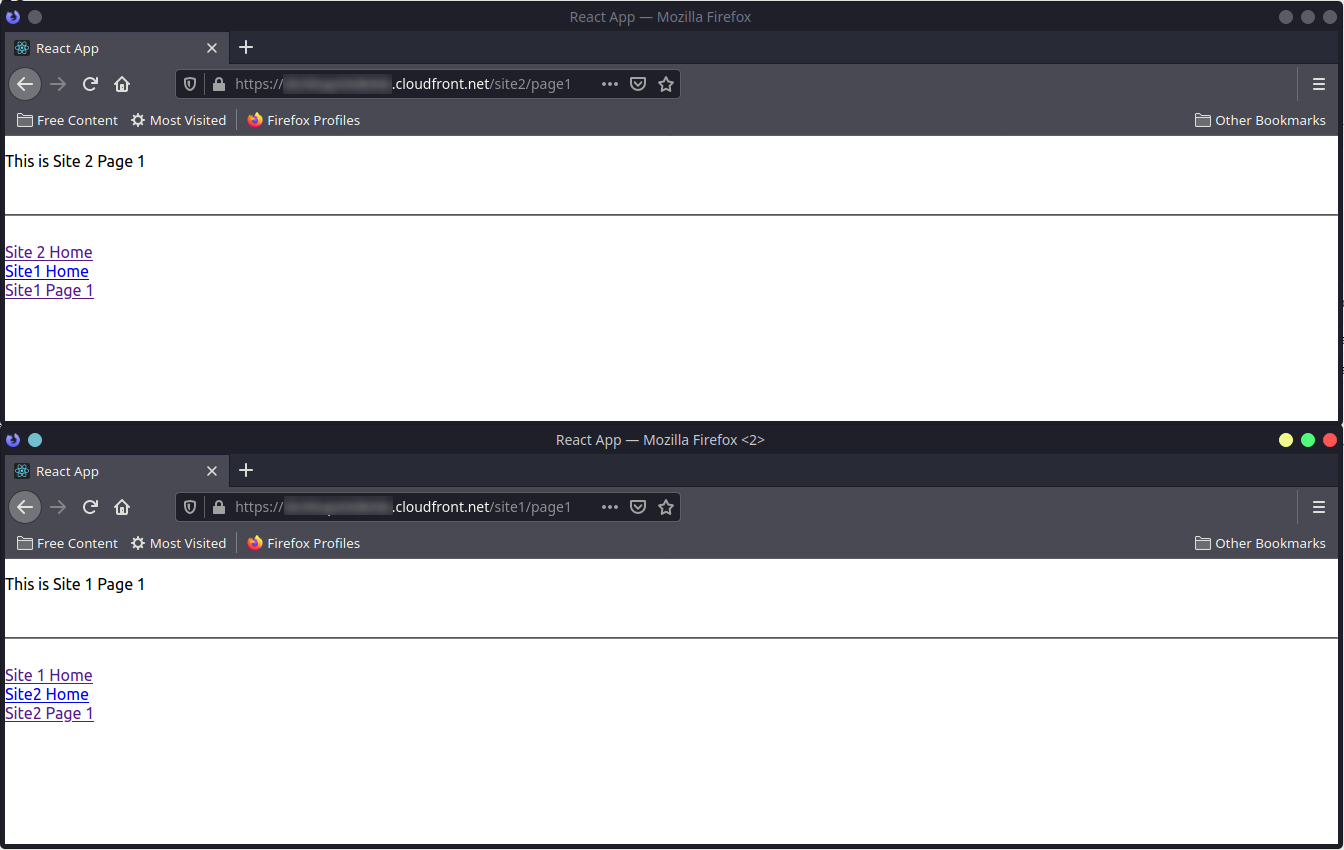 React App — Mozilla Firefox
React App
https:// .cloudfront.net/site2/page1
Free Content Most Visited Firefox Profiles Other Bookmarks
This is Site 2 Page 1
Site 2 Home
Site1 Home
Site1 Page 1
React App — Mozilla Firefox <2>
React App
https:// .cloudfront.net/site1/page1
Free Content Most Visited Firefox Profiles Other Bookmarks
This is Site 1 Page 1
Site 1 Home
Site2 Home
Site2 Page 1